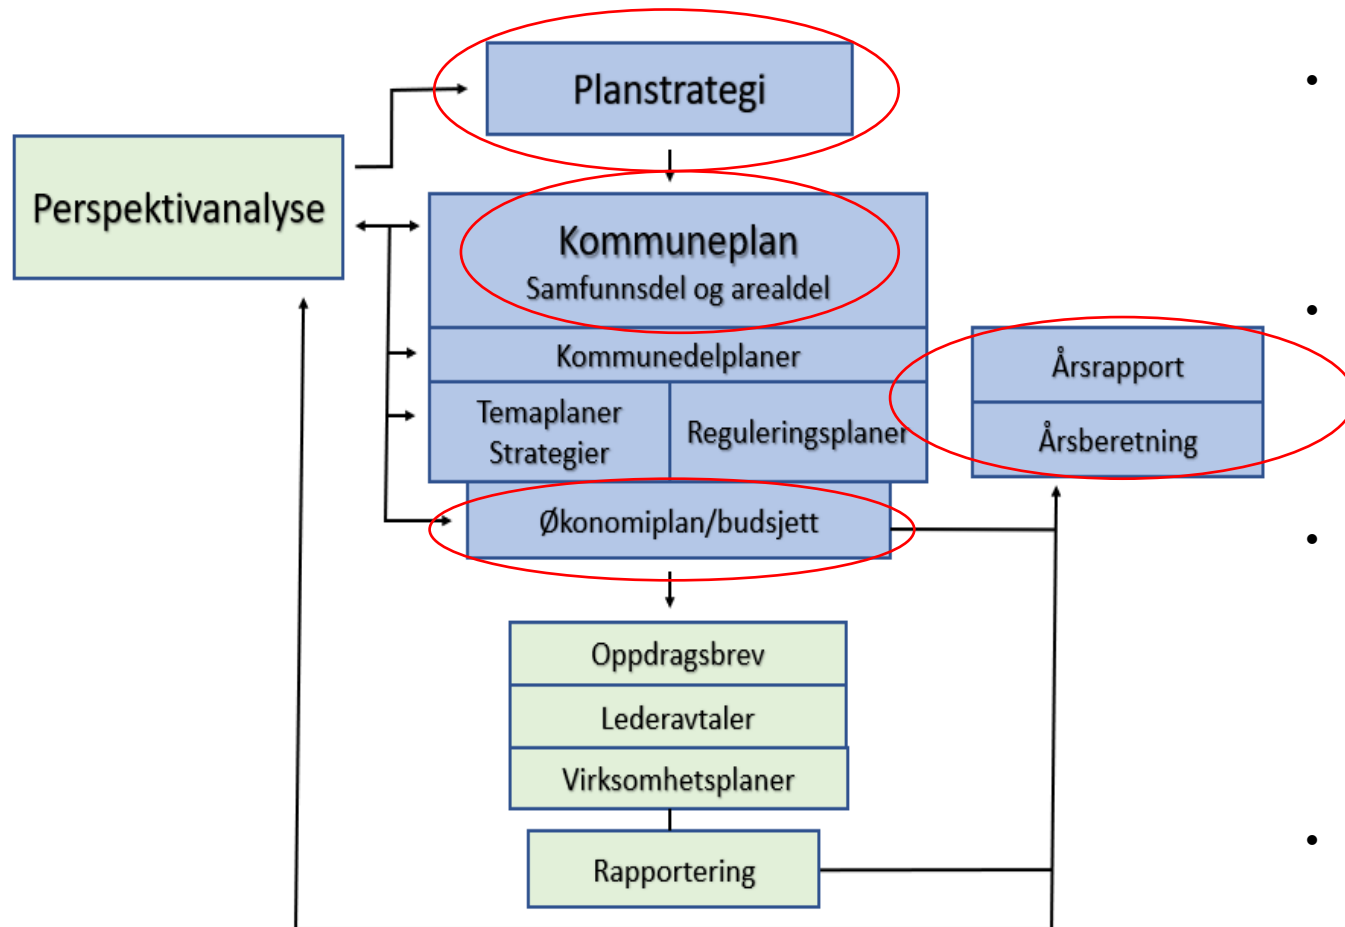 Planstrategi
Perspektivanalyse
Kommuneplan
Samfunnsdel og arealdel
Kommunedelplaner
Temaplaner
Strategier
Reguleringsplaner
Økonomiplan/budsjett
Årsrapport
Årsberetning
Oppdragsbrev
Lederavtaler
Virksomhetsplaner
Rapportering